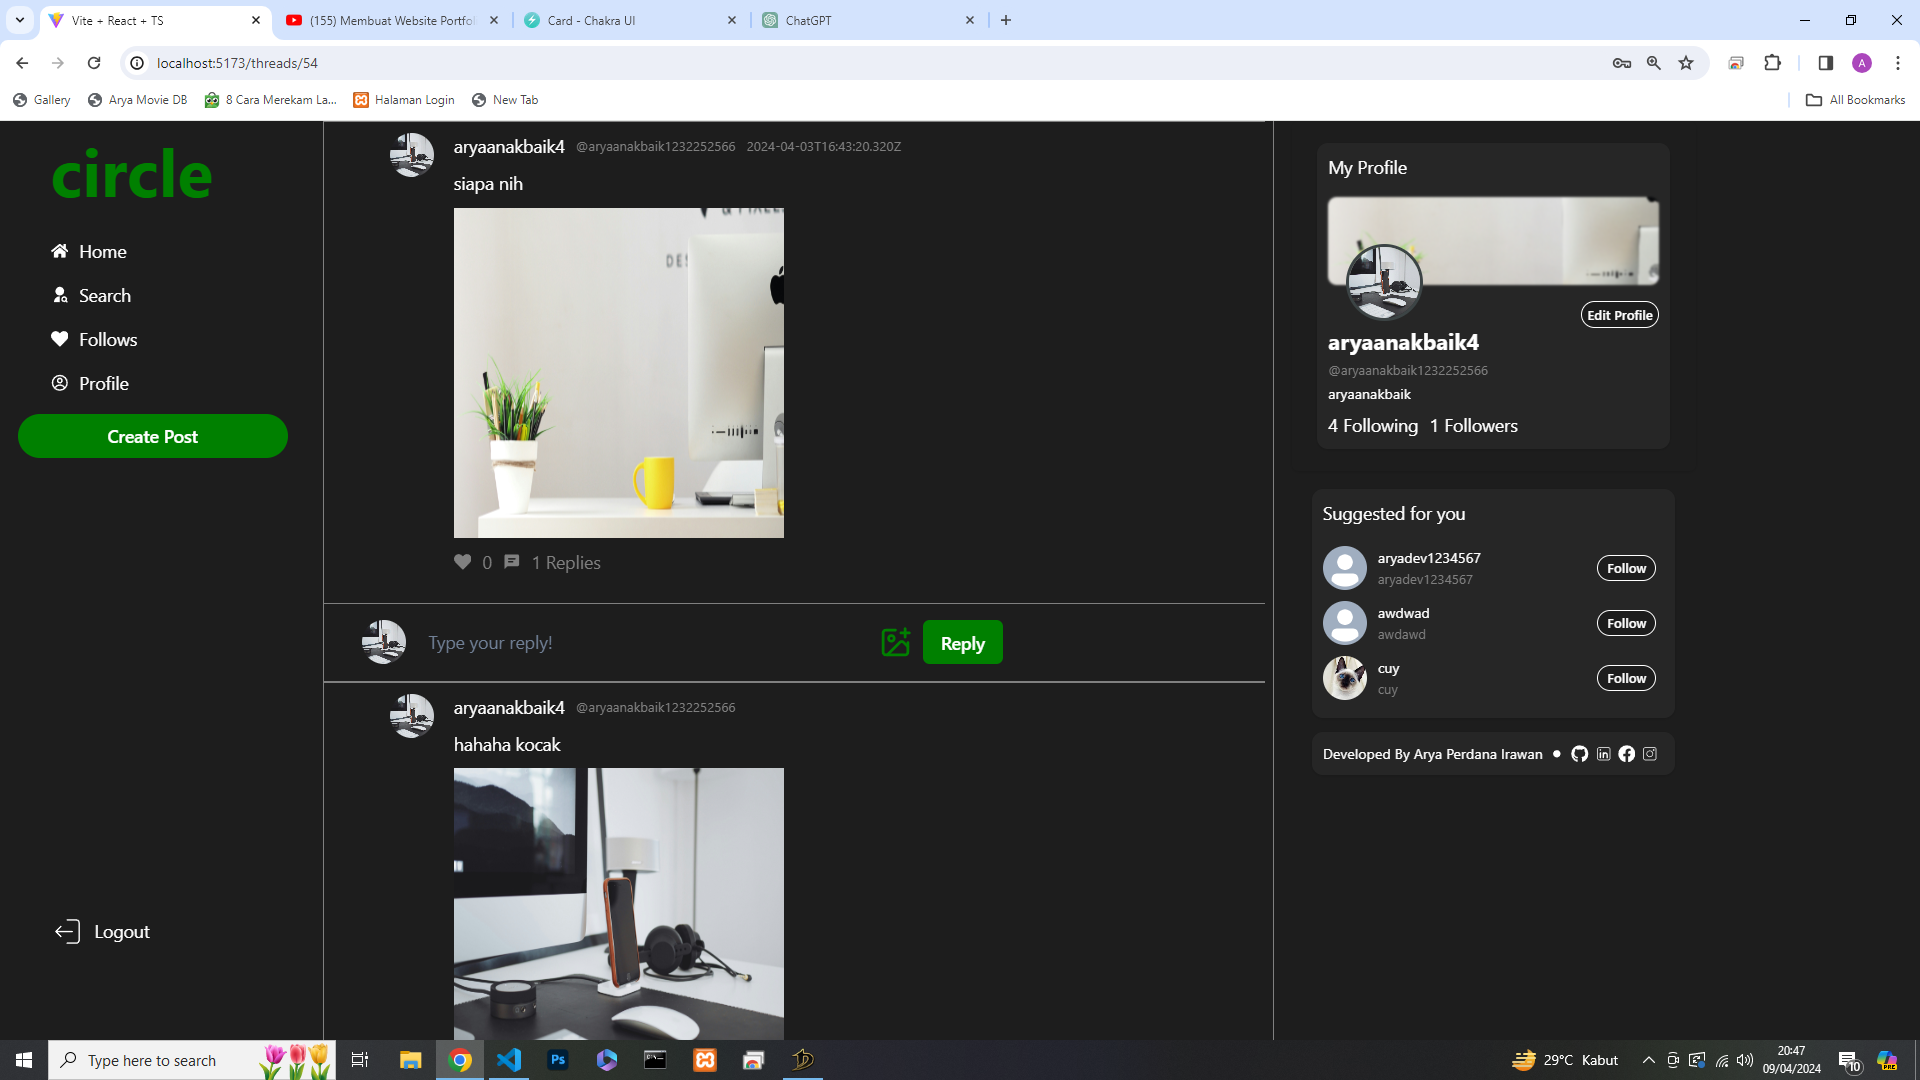 Vite + React + TS
(155) Membuat Website Portfoli
Card - Chakra UI
ChatGPT
localhost:5173/threads/54
A
Gallery
Arya Movie DB
8 Cara Merekam La...
Halaman Login
New Tab
All Bookmarks
circle
Home
Search
Follows
Profile
Create Post
Logout
aryaanakbaik4 @aryaanakbaik1232252566 2024-04-03T16:43:20.320Z
siapa nih
DES
0 1 Replies
Type your reply!
Reply
aryaanakbaik4 @aryaanakbaik1232252566
hahaha kocak
My Profile
Edit Profile
aryaanakbaik4
@aryaanakbaik1232252566
aryaanakbaik
4 Following 1 Followers
Suggested for you
aryadev1234567
aryadev1234567
Follow
awdwad
awdawd
Follow
cuy
cuy
Follow
Developed By Arya Perdana Irawan
Type here to search
Ps
29°C Kabut
20:47
09/04/2024
10
PRE